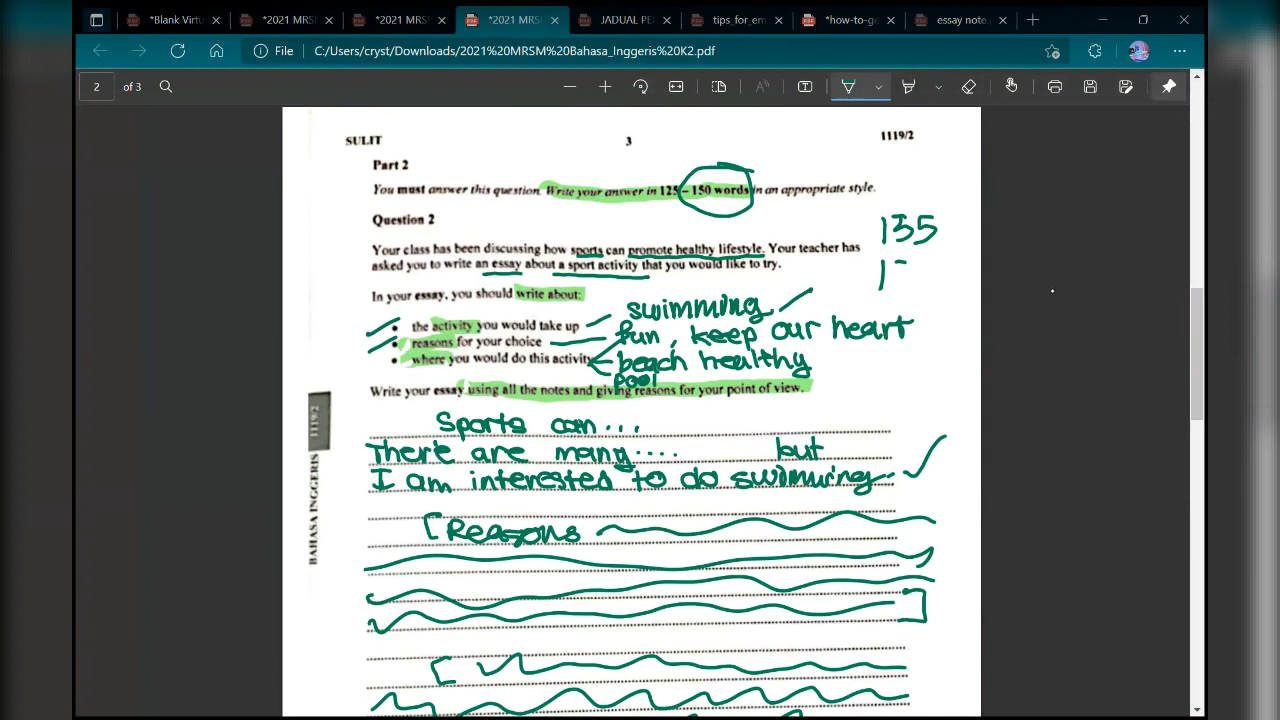 *Blank Virtu
*2021 MRSM
*2021 MRSM
*2021 MRSM
JADUAL PE
tips_for_em
*how-to-ge
essay note
File C:/Users/cryst/Downloads/2021%20MRSM%20Bahasa_Inggeris%20K2.pdf
2 of 3
SULIT 3 1119/2
Part 2
You must answer this question. Write your answer in 125 – 150 words in an appropriate style.
Question 2
135
Your class has been discussing how sports can promote healthy lifestyle. Your teacher has
asked you to write an essay about a sport activity that you would like to try.
In your essay, you should write about:
swimming
• the activity you would take up
fun, keep our heart
• reasons for your choice
• where you would do this activity
beach healthy
pool
Write your essay using all the notes and giving reasons for your point of view.
1119/2
BAHASA INGGERIS
Sports can...
There are many.... but
I am interested to do swimming..
[Reasons